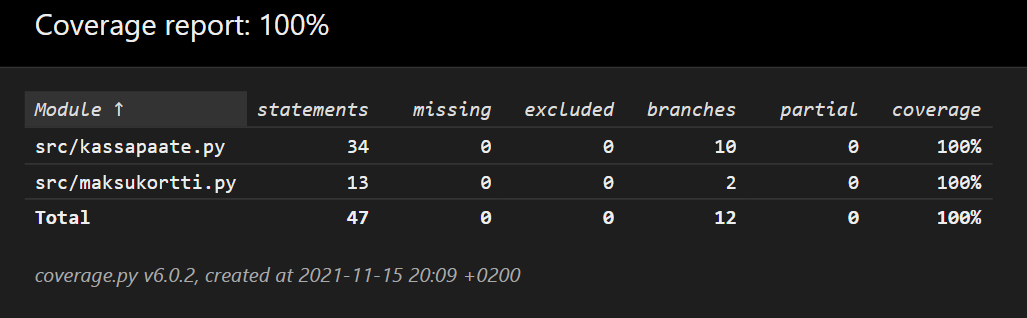 Coverage report: 100%
Module ↑ statements missing excluded branches partial coverage
src/kassapaate.py 34 0 0 10 0 100%
src/maksukortti.py 13 0 0 2 0 100%
Total 47 0 0 12 0 100%
coverage.py v6.0.2, created at 2021-11-15 20:09 +0200